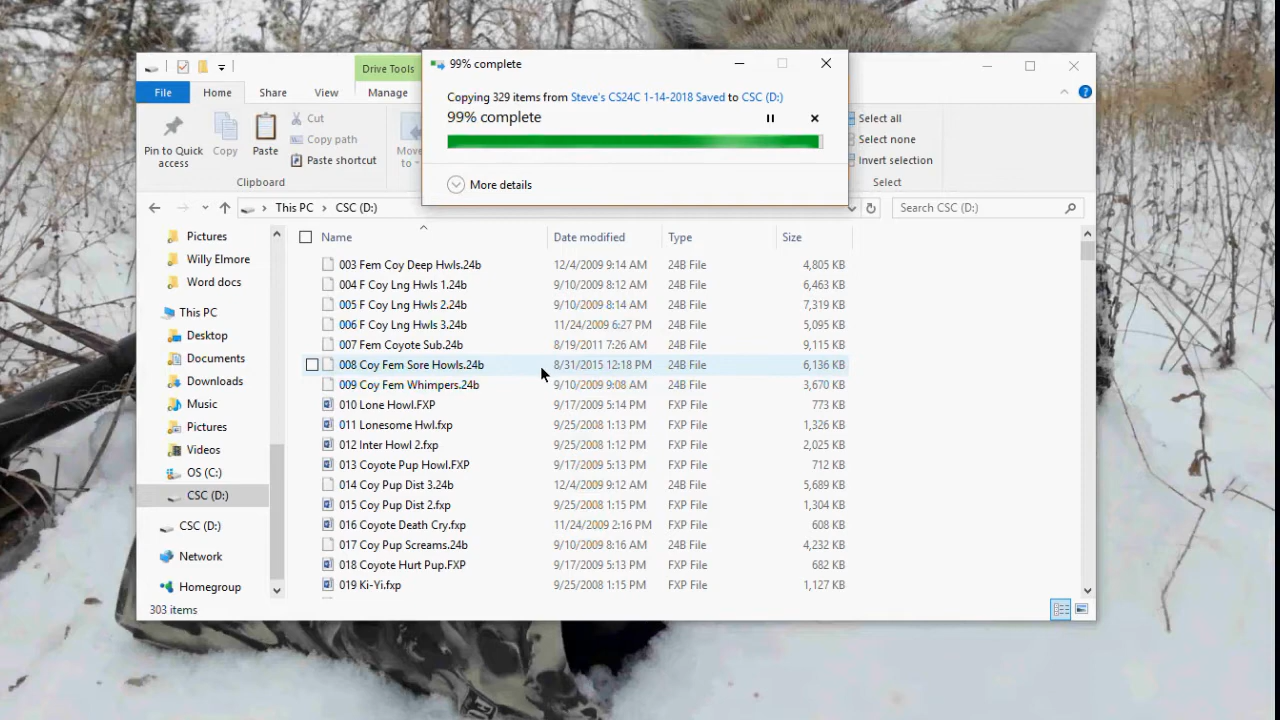 99% complete
Copying 329 items from Steve's CS24C 1-14-2018 Saved to CSC (D:)
99% complete
More details
Drive Tools
File Home Share View Manage
Pin to Quick access
Copy
Paste
Cut
Copy path
Paste shortcut
Clipboard
Move to
Select all
Select none
Invert selection
Select
This PC > CSC (D:)
Search CSC (D:)
Pictures
Willy Elmore
Word docs
This PC
Desktop
Documents
Downloads
Music
Pictures
Videos
OS (C:)
CSC (D:)
CSC (D:)
Network
Homegroup
Name Date modified Type Size
003 Fem Coy Deep Hwls.24b 12/4/2009 9:14 AM 24B File 4,805 KB
004 F Coy Lng Hwls 1.24b 9/10/2009 8:12 AM 24B File 6,463 KB
005 F Coy Lng Hwls 2.24b 9/10/2009 8:14 AM 24B File 7,319 KB
006 F Coy Lng Hwls 3.24b 11/24/2009 6:27 PM 24B File 5,095 KB
007 Fem Coyote Sub.24b 8/19/2011 7:26 AM 24B File 9,115 KB
008 Coy Fem Sore Howls.24b 8/31/2015 12:18 PM 24B File 6,136 KB
009 Coy Fem Whimpers.24b 9/10/2009 9:08 AM 24B File 3,670 KB
010 Lone Howl.FXP 9/17/2009 5:14 PM FXP File 773 KB
011 Lonesome Hwl.fxp 9/25/2008 1:13 PM FXP File 1,326 KB
012 Inter Howl 2.fxp 9/25/2008 1:12 PM FXP File 2,025 KB
013 Coyote Pup Howl.FXP 9/17/2009 5:13 PM FXP File 712 KB
014 Coy Pup Dist 3.24b 12/4/2009 9:12 AM 24B File 5,689 KB
015 Coy Pup Dist 2.fxp 9/25/2008 1:15 PM FXP File 1,304 KB
016 Coyote Death Cry.fxp 11/24/2009 2:16 PM FXP File 608 KB
017 Coy Pup Screams.24b 9/10/2009 8:16 AM 24B File 4,232 KB
018 Coyote Hurt Pup.FXP 9/17/2009 5:13 PM FXP File 682 KB
019 Ki-Yi.fxp 9/25/2008 1:15 PM FXP File 1,127 KB
303 items